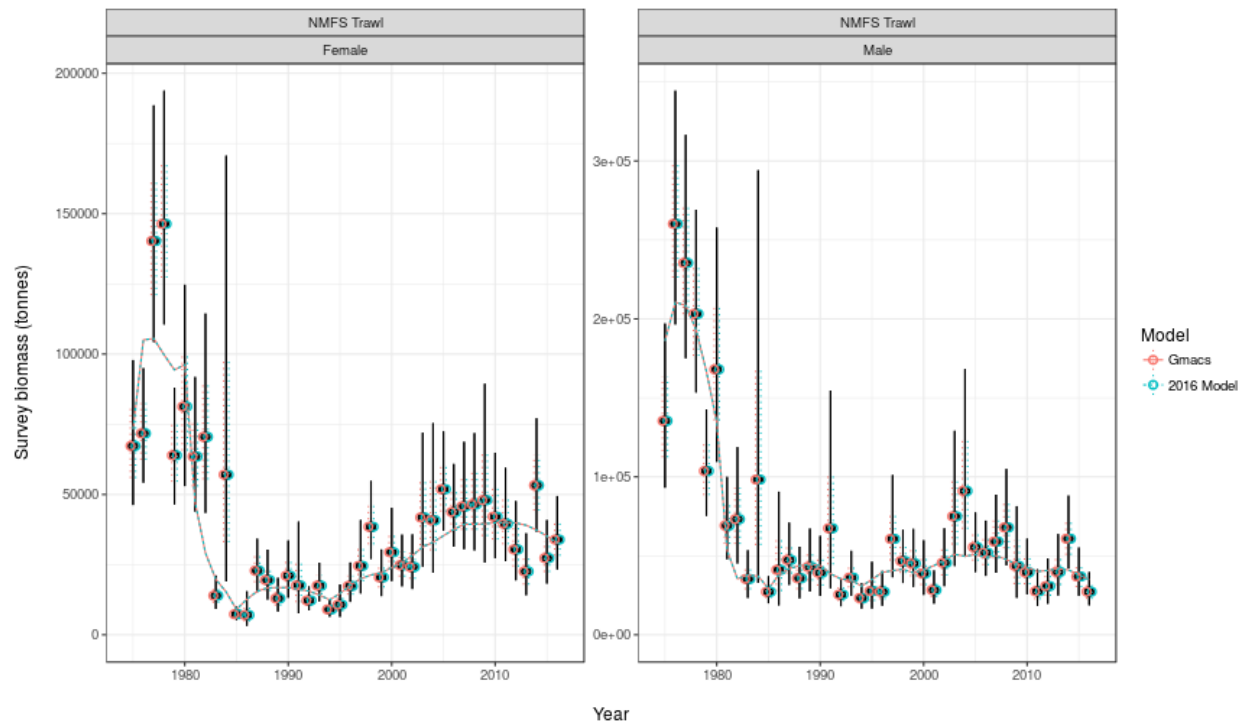 NMFS Trawl
Female
NMFS Trawl
Male
Survey biomass (tonnes)
200000
150000
100000
50000
0
3e+05
2e+05
1e+05
0e+00
1980
1990
2000
2010
1980
1990
2000
2010
Year
Model
Gmacs
2016 Model